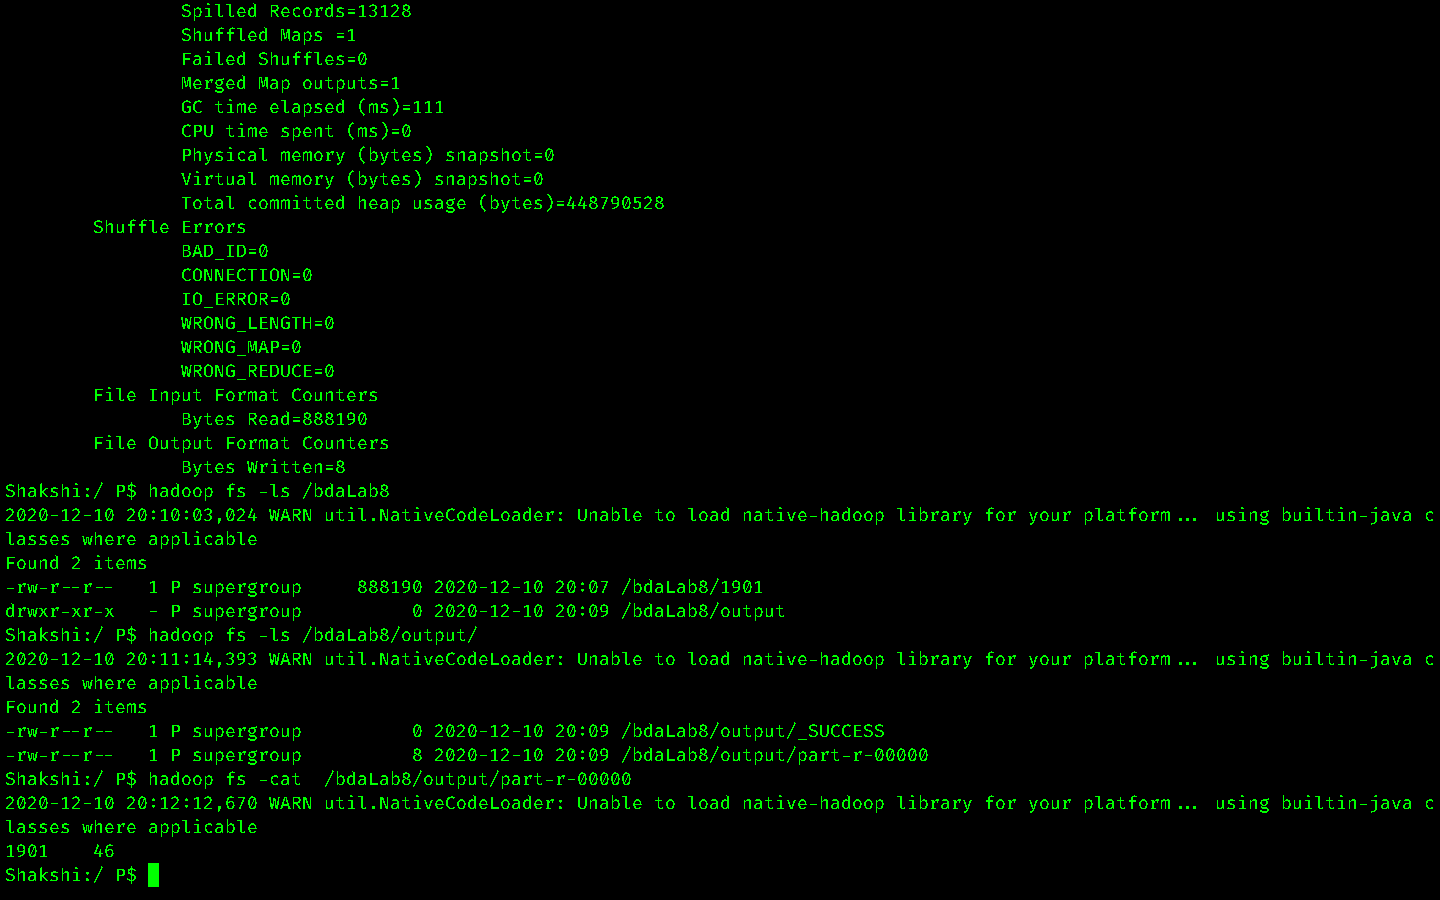 Spilled Records=13128
Shuffled Maps =1
Failed Shuffles=0
Merged Map outputs=1
GC time elapsed (ms)=111
CPU time spent (ms)=0
Physical memory (bytes) snapshot=0
Virtual memory (bytes) snapshot=0
Total committed heap usage (bytes)=448790528
Shuffle Errors
BAD_ID=0
CONNECTION=0
IO_ERROR=0
WRONG_LENGTH=0
WRONG_MAP=0
WRONG_REDUCE=0
File Input Format Counters
Bytes Read=888190
File Output Format Counters
Bytes Written=8
Shakshi:/ P$ hadoop fs -ls /bdaLab8
2020-12-10 20:10:03,024 WARN util.NativeCodeLoader: Unable to load native-hadoop library for your platform... using builtin-java c
lasses where applicable
Found 2 items
-rw-r--r--   1 P supergroup     888190 2020-12-10 20:07 /bdaLab8/1901
drwxr-xr-x   - P supergroup          0 2020-12-10 20:09 /bdaLab8/output
Shakshi:/ P$ hadoop fs -ls /bdaLab8/output/
2020-12-10 20:11:14,393 WARN util.NativeCodeLoader: Unable to load native-hadoop library for your platform... using builtin-java c
lasses where applicable
Found 2 items
-rw-r--r--   1 P supergroup          0 2020-12-10 20:09 /bdaLab8/output/_SUCCESS
-rw-r--r--   1 P supergroup          8 2020-12-10 20:09 /bdaLab8/output/part-r-00000
Shakshi:/ P$ hadoop fs -cat  /bdaLab8/output/part-r-00000
2020-12-10 20:12:12,670 WARN util.NativeCodeLoader: Unable to load native-hadoop library for your platform... using builtin-java c
lasses where applicable
1901    46
Shakshi:/ P$